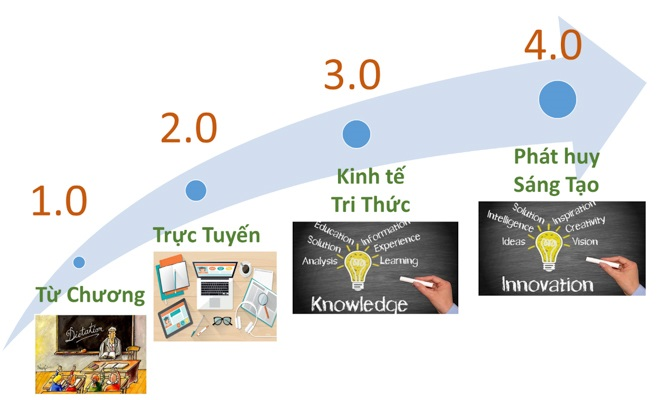 1.0
Từ Chương
Dictation
2.0
Trực Tuyến
3.0
Kinh tế
Tri Thức
Education Information
Solution Experience
Analysis Learning
Knowledge
4.0
Phát huy
Sáng Tạo
Solution Inspiration
Intelligence Creativity
Ideas Vision
Innovation